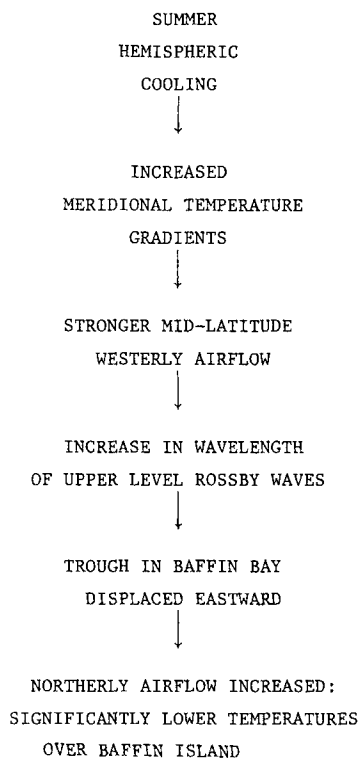 SUMMER
HEMISPHERIC
COOLING
INCREASED
MERIDIONAL TEMPERATURE
GRADIENTS
STRONGER MID-LATITUDE
WESTERLY AIRFLOW
INCREASE IN WAVELENGTH
OF UPPER LEVEL ROSSBY WAVES
TROUGH IN BAFFIN BAY
DISPLACED EASTWARD
NORTHERLY AIRFLOW INCREASED:
SIGNIFICANTLY LOWER TEMPERATURES
OVER BAFFIN ISLAND